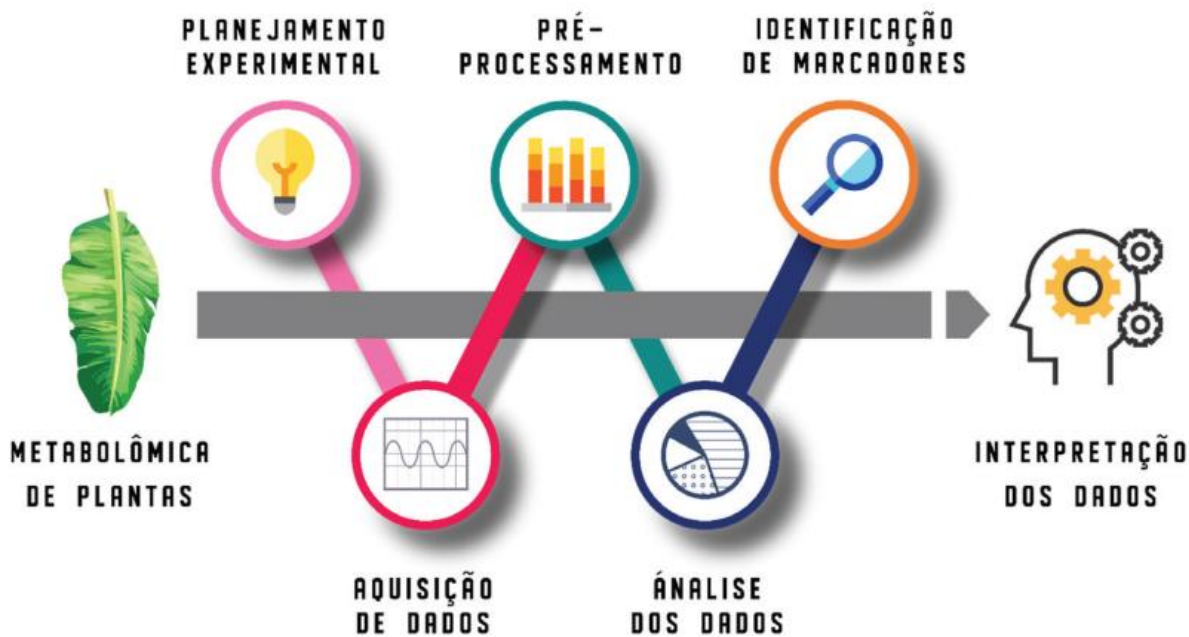 PLANEJAMENTO
EXPERIMENTAL
PRÉ-
PROCESSAMENTO
IDENTIFICAÇÃO
DE MARCADORES
METABOLÔMICA
DE PLANTAS
INTERPRETAÇÃO
DOS DADOS
AQUISIÇÃO
DE DADOS
ÁNALISE
DOS DADOS